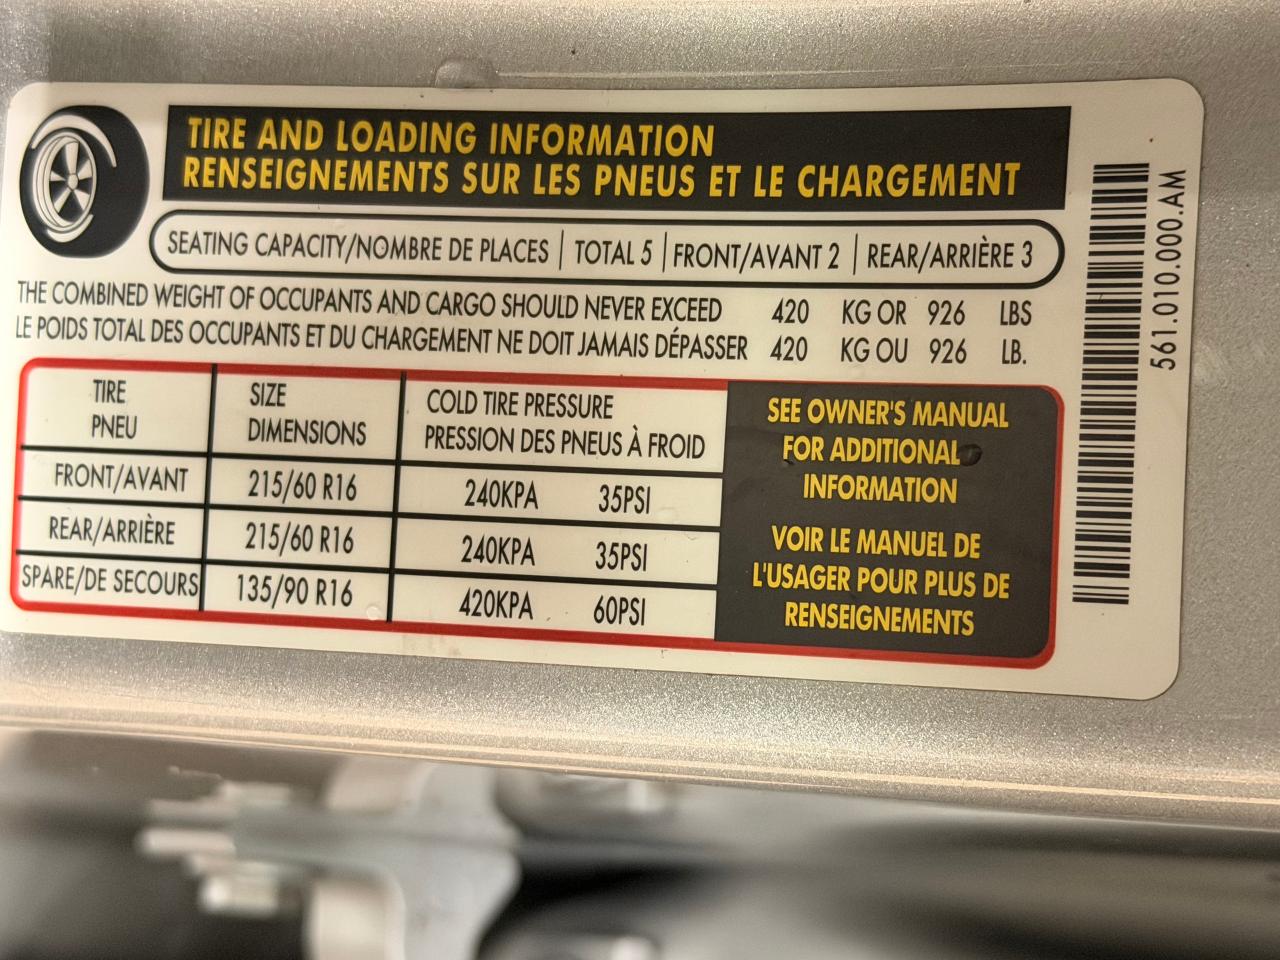 TIRE AND LOADING INFORMATION
RENSEIGNEMENTS SUR LES PNEUS ET LE CHARGEMENT
SEATING CAPACITY/NOMBRE DE PLACES | TOTAL 5 | FRONT/AVANT 2 | REAR/ARRIÈRE 3
THE COMBINED WEIGHT OF OCCUPANTS AND CARGO SHOULD NEVER EXCEED 420 KG OR 926 LBS
LE POIDS TOTAL DES OCCUPANTS ET DU CHARGEMENT NE DOIT JAMAIS DÉPASSER 420 KG OU 926 LB.
TIRE
PNEU
SIZE
DIMENSIONS
COLD TIRE PRESSURE
PRESSION DES PNEUS À FROID
FRONT/AVANT 215/60 R16 240KPA 35PSI
REAR/ARRIÈRE 215/60 R16 240KPA 35PSI
SPARE/DE SECOURS 135/90 R16 420KPA 60PSI
SEE OWNER'S MANUAL
FOR ADDITIONAL
INFORMATION
VOIR LE MANUEL DE
L'USAGER POUR PLUS DE
RENSEIGNEMENTS
561.010.000.AM